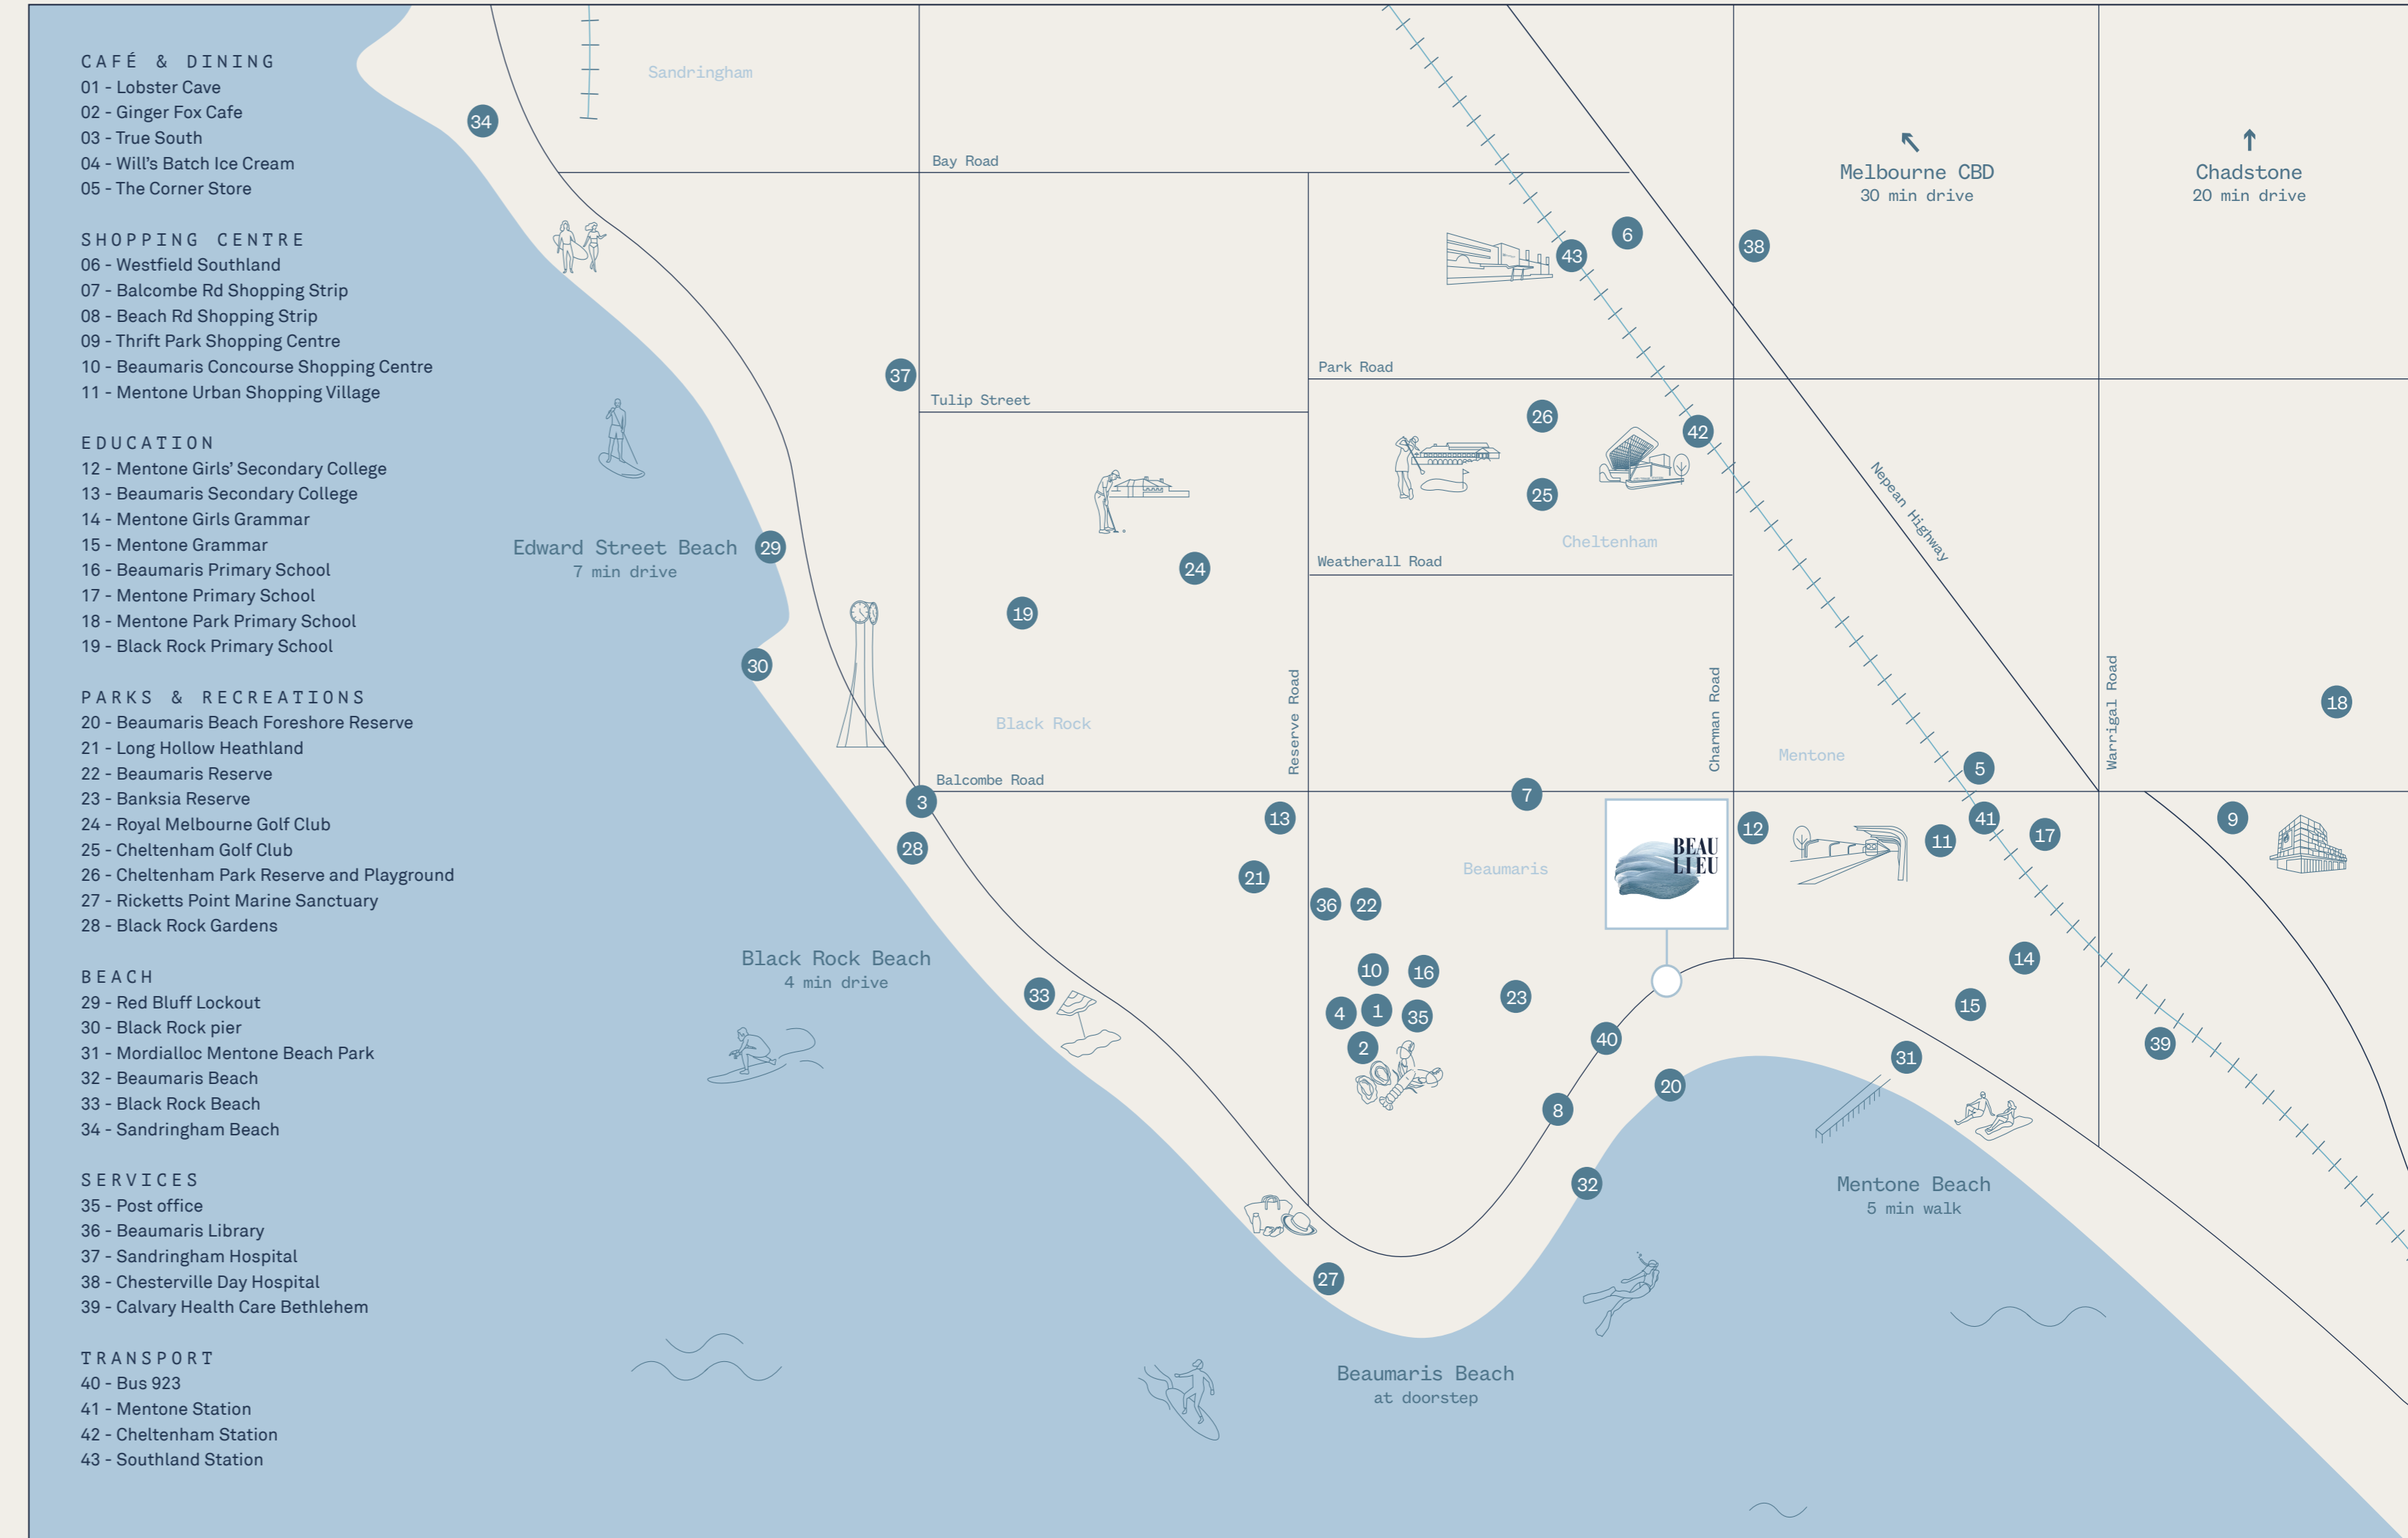 CAFÉ & DINING
01 - Lobster Cave
02 - Ginger Fox Cafe
03 - True South
04 - Will's Batch Ice Cream
05 - The Corner Store
SHOPPING CENTRE
06 - Westfield Southland
07 - Balcombe Rd Shopping Strip
08 - Beach Rd Shopping Strip
09 - Thrift Park Shopping Centre
10 - Beaumaris Concourse Shopping Centre
11 - Mentone Urban Shopping Village
EDUCATION
12 - Mentone Girls' Secondary College
13 - Beaumaris Secondary College
14 - Mentone Girls Grammar
15 - Mentone Grammar
16 - Beaumaris Primary School
17 - Mentone Primary School
18 - Mentone Park Primary School
19 - Black Rock Primary School
PARKS & RECREATIONS
20 - Beaumaris Beach Foreshore Reserve
21 - Long Hollow Heathland
22 - Beaumaris Reserve
23 - Banksia Reserve
24 - Royal Melbourne Golf Club
25 - Cheltenham Golf Club
26 - Cheltenham Park Reserve and Playground
27 - Ricketts Point Marine Sanctuary
28 - Black Rock Gardens
BEACH
29 - Red Bluff Lockout
30 - Black Rock pier
31 - Mordialloc Mentone Beach Park
32 - Beaumaris Beach
33 - Black Rock Beach
34 - Sandringham Beach
SERVICES
35 - Post office
36 - Beaumaris Library
37 - Sandringham Hospital
38 - Chesterville Day Hospital
39 - Calvary Health Care Bethlehem
TRANSPORT
40 - Bus 923
41 - Mentone Station
42 - Cheltenham Station
43 - Southland Station
Sandringham
34
Bay Road
Melbourne CBD
30 min drive
Chadstone
20 min drive
6
38
43
Park Road
37
Tulip Street
26
42
25
Nepean Highway
Cheltenham
Edward Street Beach
7 min drive
29
Weatherall Road
24
19
30
Reserve Road
Charman Road
Warrigal Road
18
Black Rock
Mentone
5
Balcombe Road
3
7
13
12
41
11
17
9
28
BEAU
LIEU
Beaumaris
21
36
22
Black Rock Beach
4 min drive
14
10
16
33
23
15
4
1
35
40
39
2
31
20
8
32
Mentone Beach
5 min walk
27
Beaumaris Beach
at doorstep